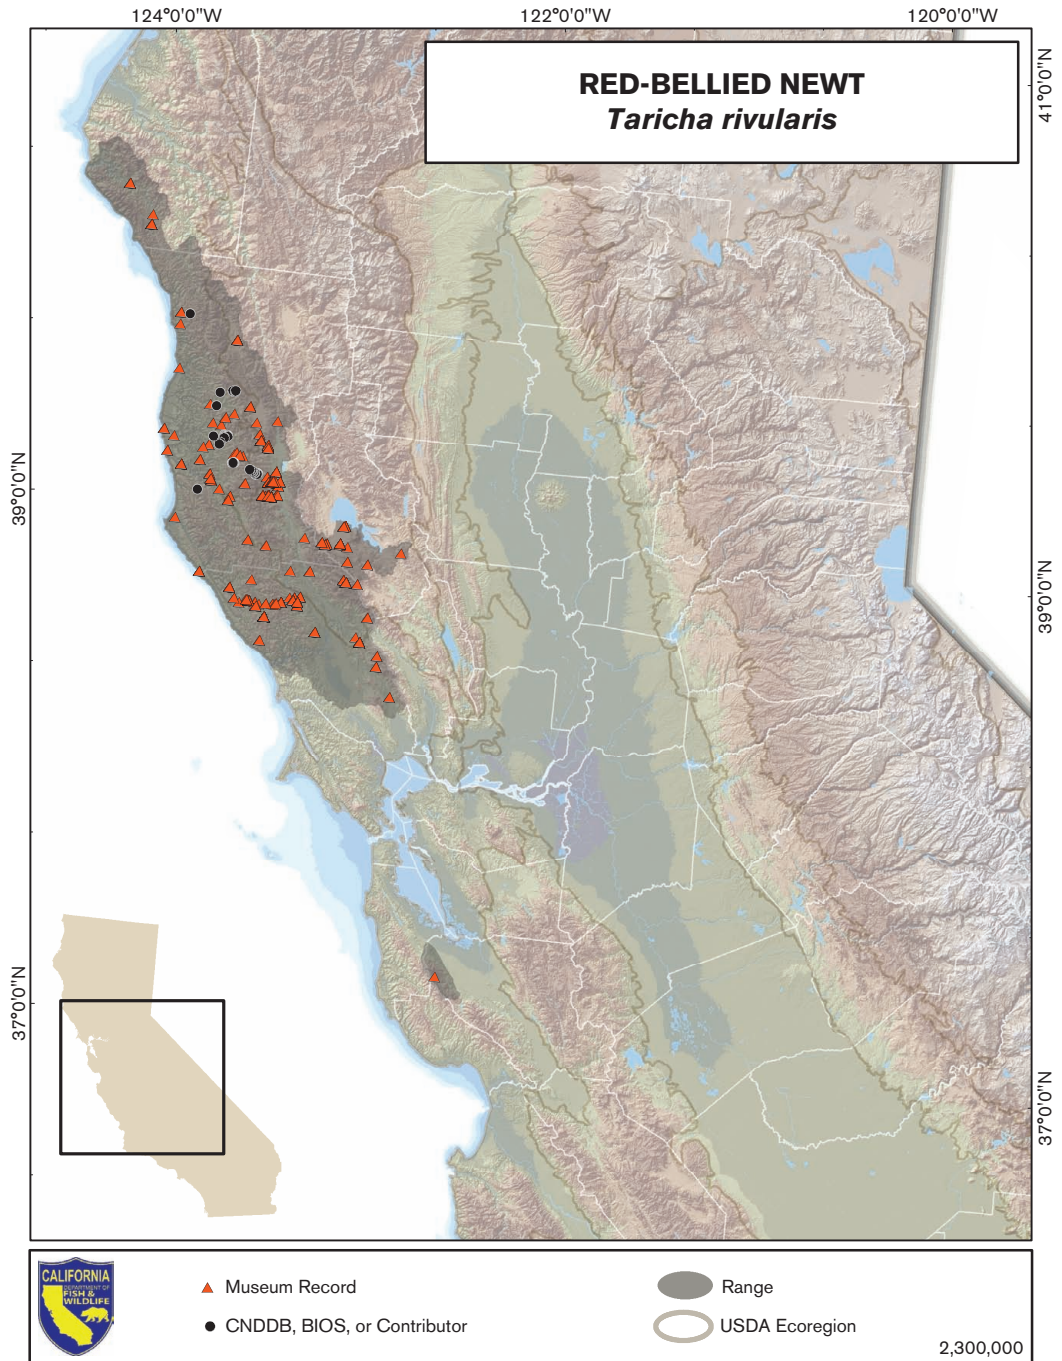 124°0'0"W
122°0'0"W
120°0'0"W
41°0'0"N
RED-BELLIED NEWT
Taricha rivularis
39°0'0"N
39°0'0"N
37°0'0"N
37°0'0"N
CALIFORNIA
DEPARTMENT OF
FISH &
WILDLIFE
Museum Record
CNDDB, BIOS, or Contributor
Range
USDA Ecoregion
2,300,000